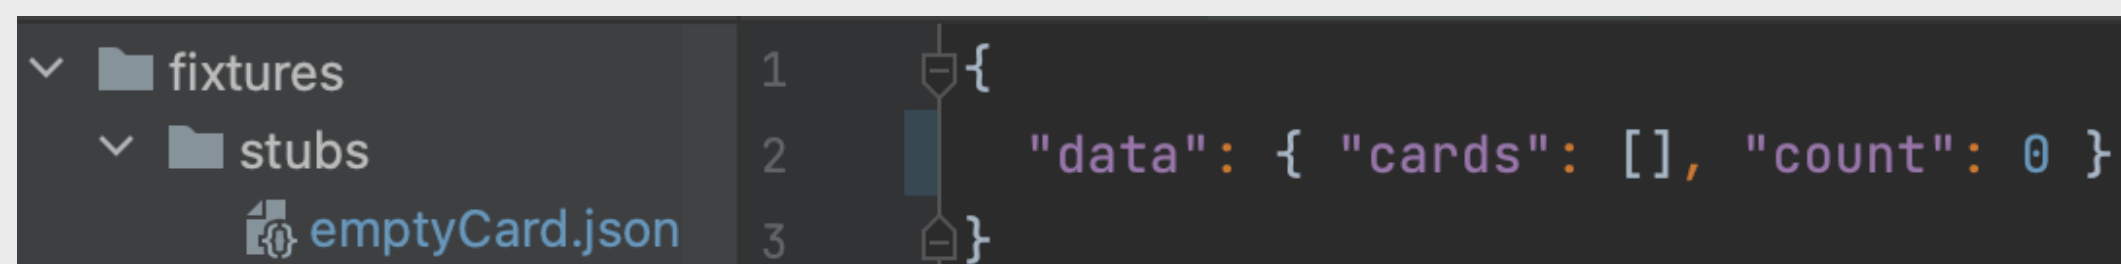 fixtures
stubs
emptyCard.json
1 {
2 "data": { "cards": [], "count": 0 }
3 }